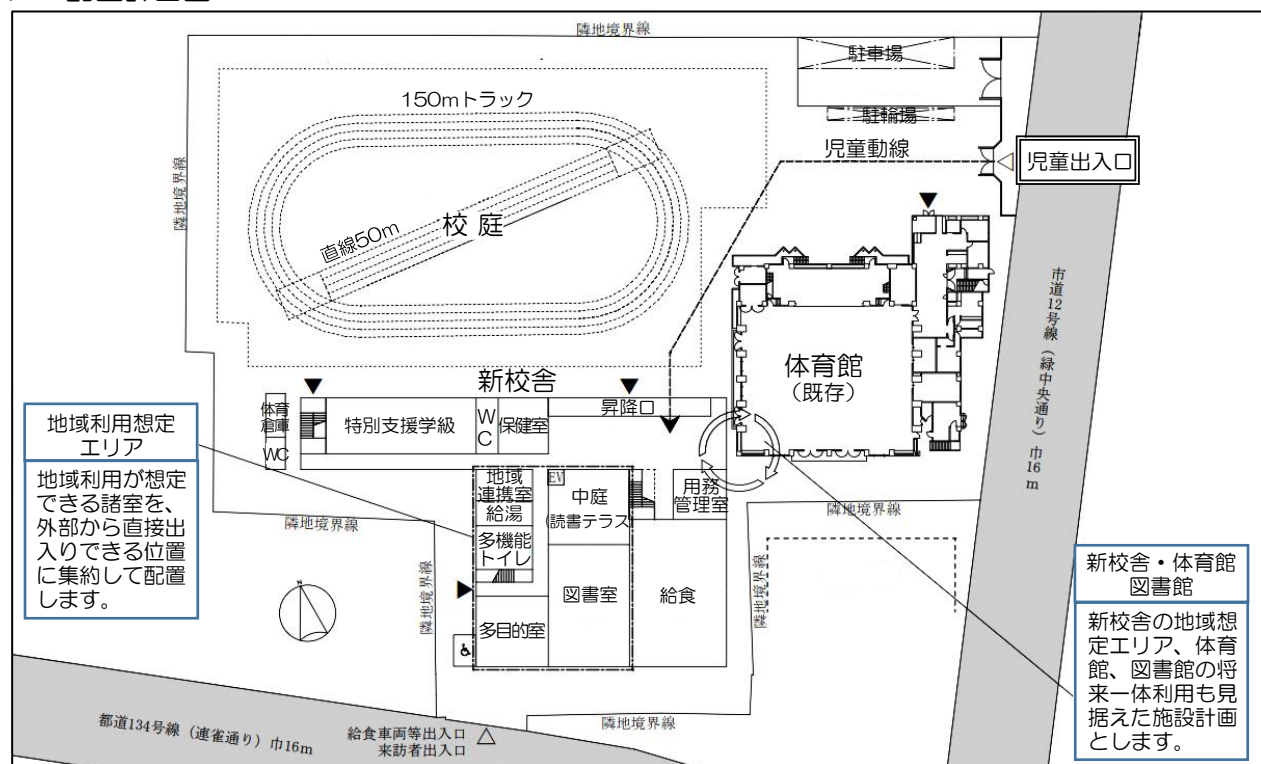 隣地境界線
駐車場
150mトラック
駐輪場
児童動線
児童出入口
隣地境界線
直線50m
校庭
市道12号線（緑中央通り）巾16m
体育館
（既存）
新校舎
昇降口
体育
倉庫
WC
特別支援学級
WC
保健室
地域利用想定
エリア
地域利用が想定
できる諸室を、
外部から直接出
入りできる位置
に集約して配置
します。
地域
連携室
給湯
EV
中庭
(読書テラス)
用務
管理室
多機能
トイレ
隣地境界線
隣地境界線
隣地境界線
隣地境界線
図書室
給食
多目的室
新校舎・体育館
図書館
新校舎の地域想
定エリア、体育
館、図書館の将
来一体利用も見
据えた施設計画
とします。
隣地境界線
都道134号線（連雀通り）巾16m
給食車両等出入口
来訪者出入口
N